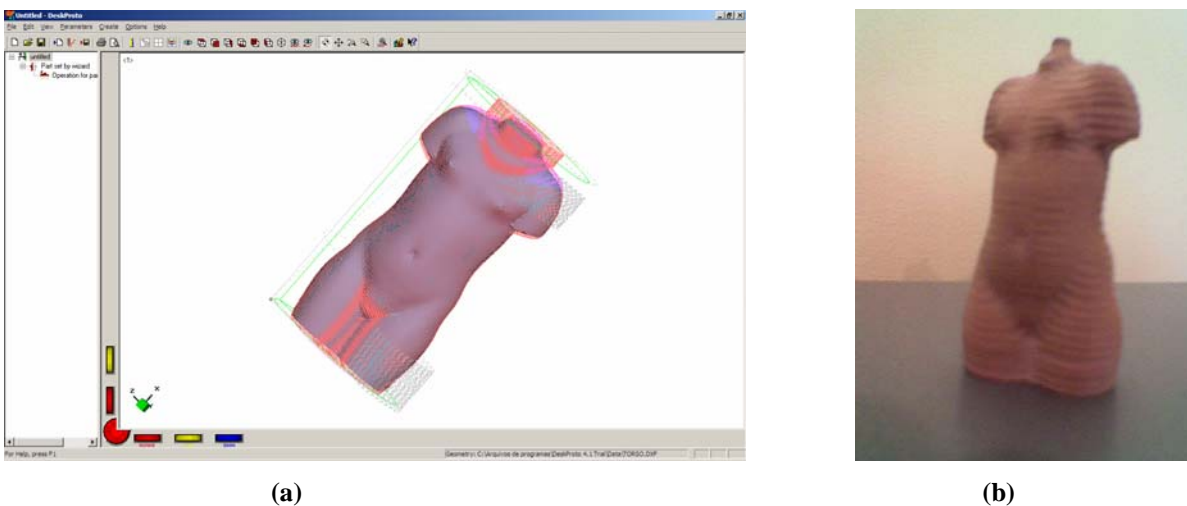 Untitled - DeskProto
File Edit View Parameters Create Options Help
untitled
Part set by wizard
Operation for pa
<1>
z x
For Help, press F1
Geometry: C:\Arquivos de programas\DeskProto 4.1 Trial\Data\TORSO.DXF
(a) (b)